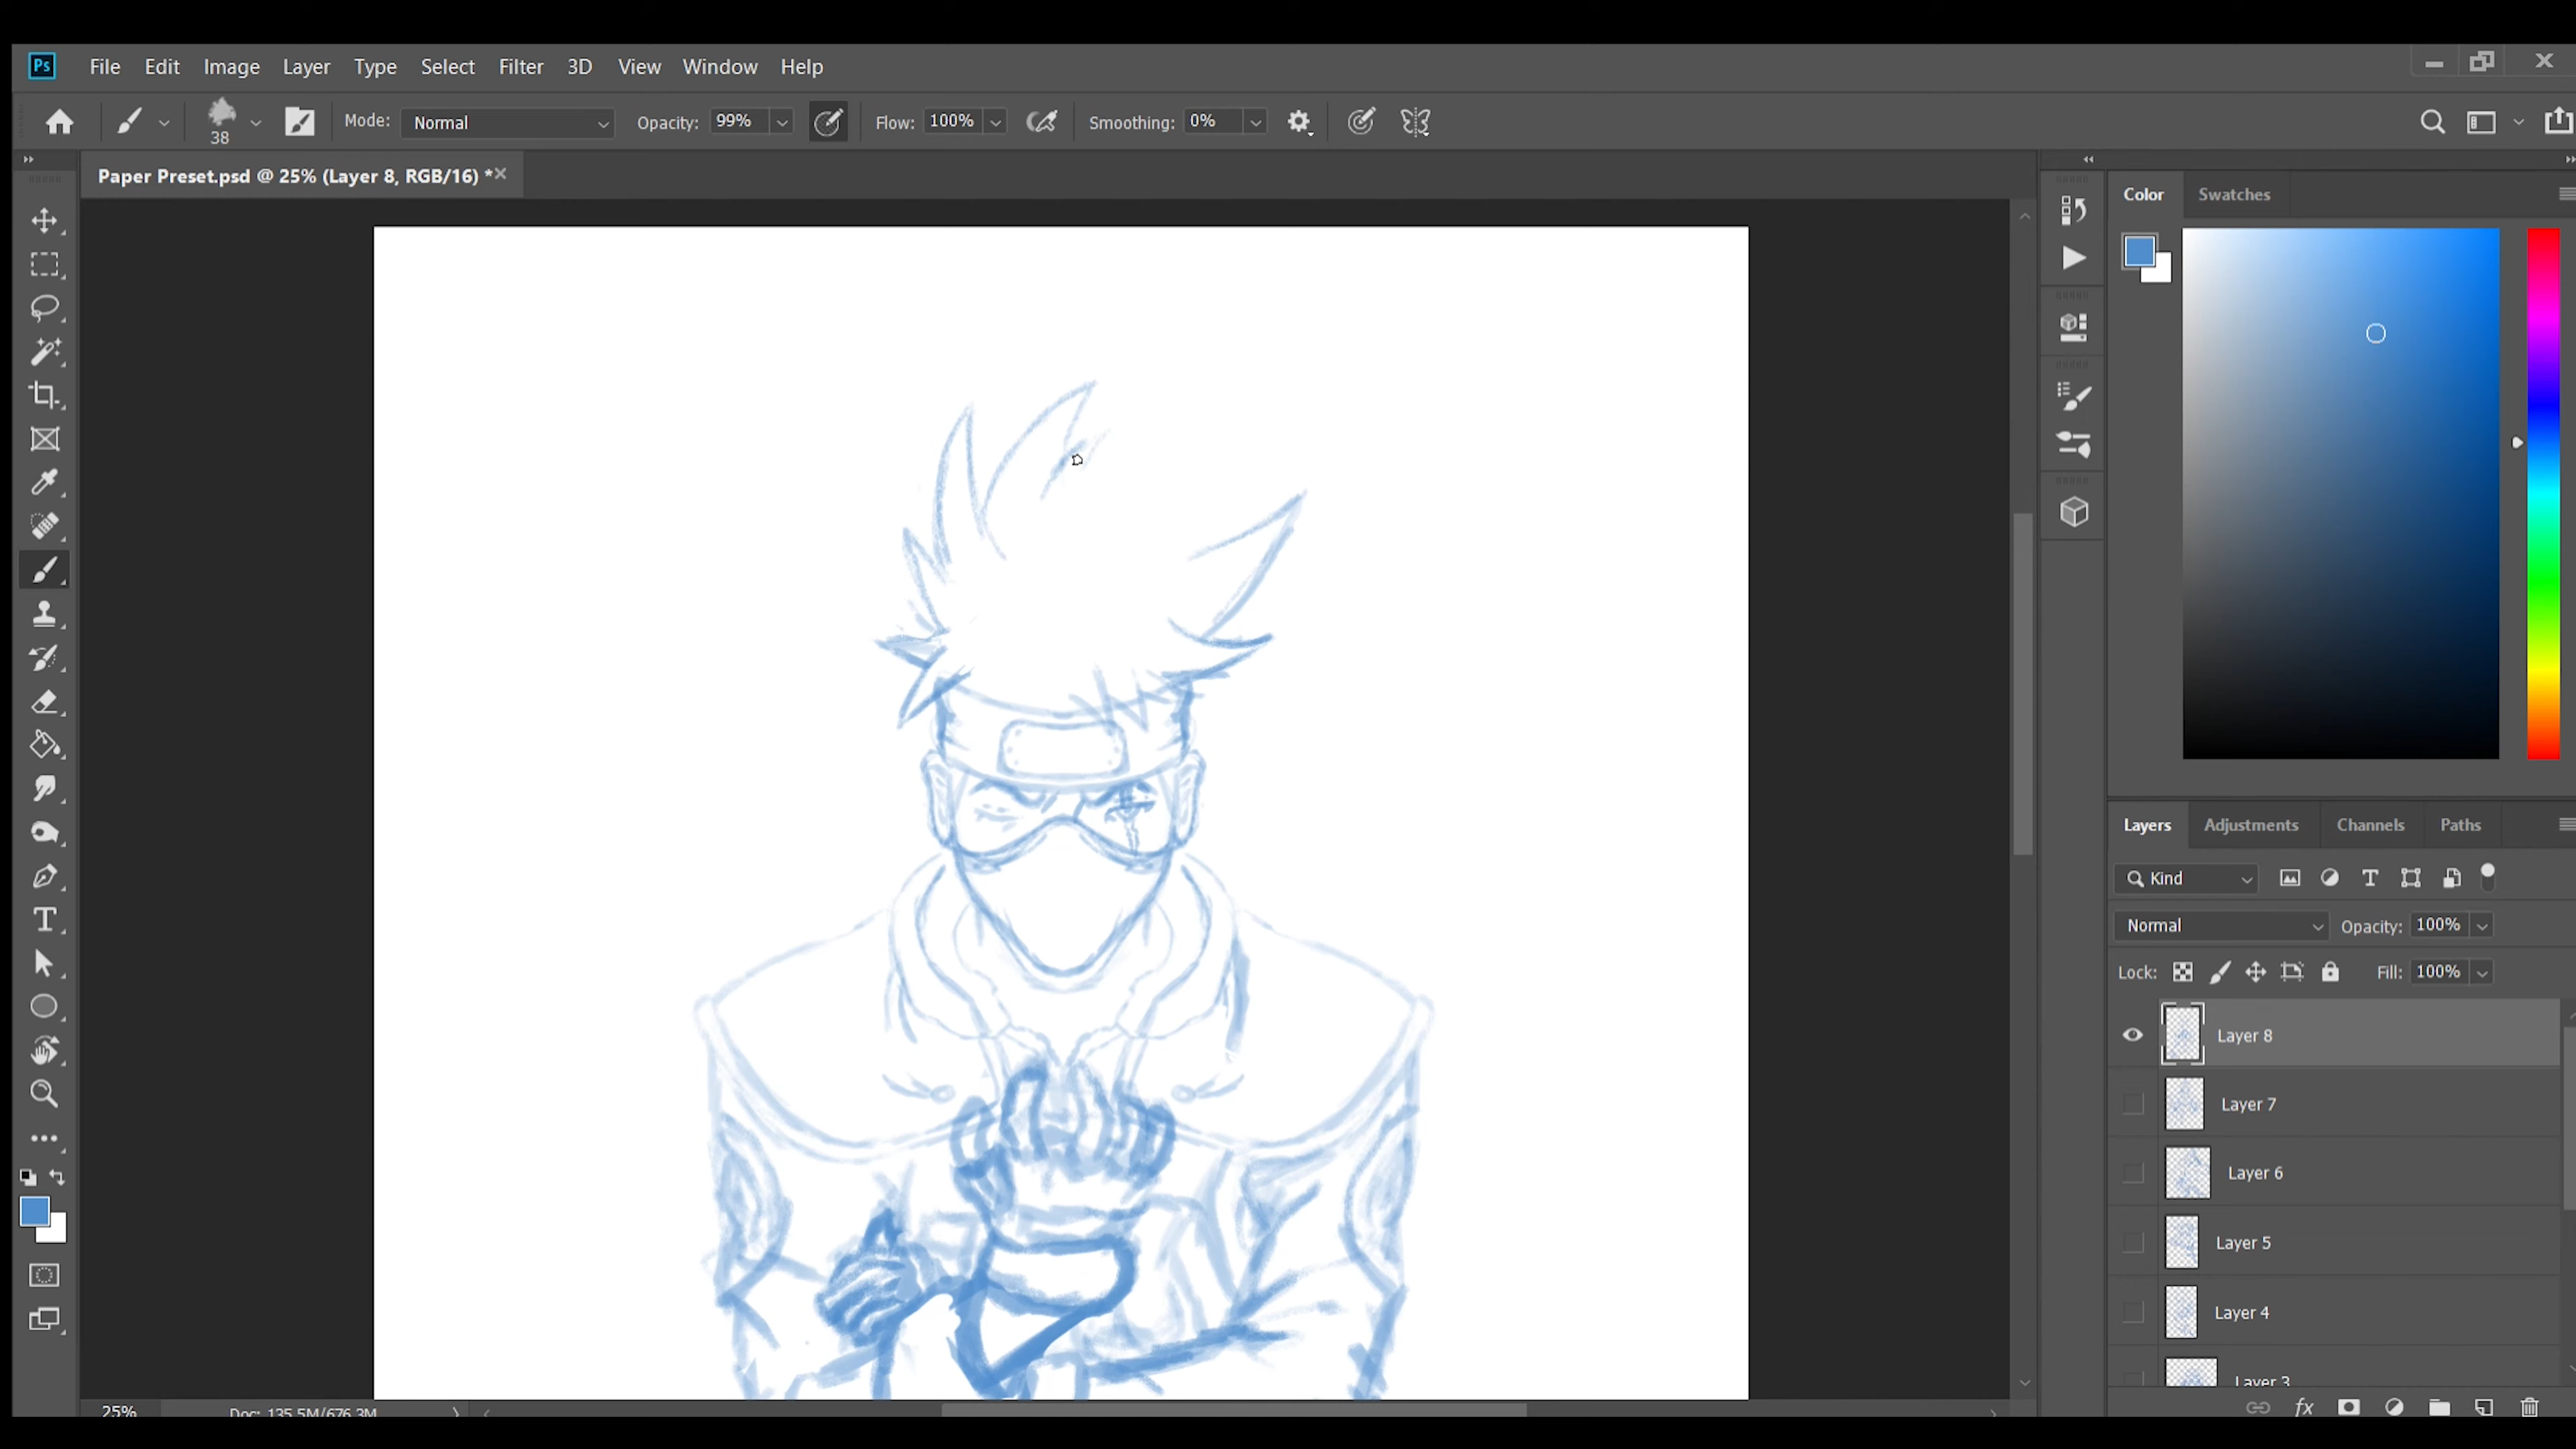 Ps File Edit Image Layer Type Select Filter 3D View Window Help
38 Mode: Normal Opacity: 99% Flow: 100% Smoothing: 0%
Paper Preset.psd @ 25% (Layer 8, RGB/16) *
Color Swatches
Layers Adjustments Channels Paths
Kind
Normal Opacity: 100%
Lock: Fill: 100%
Layer 8
Layer 7
Layer 6
Layer 5
Layer 4
Layer 3
25% Doc: 135.5M/676.3M
fx